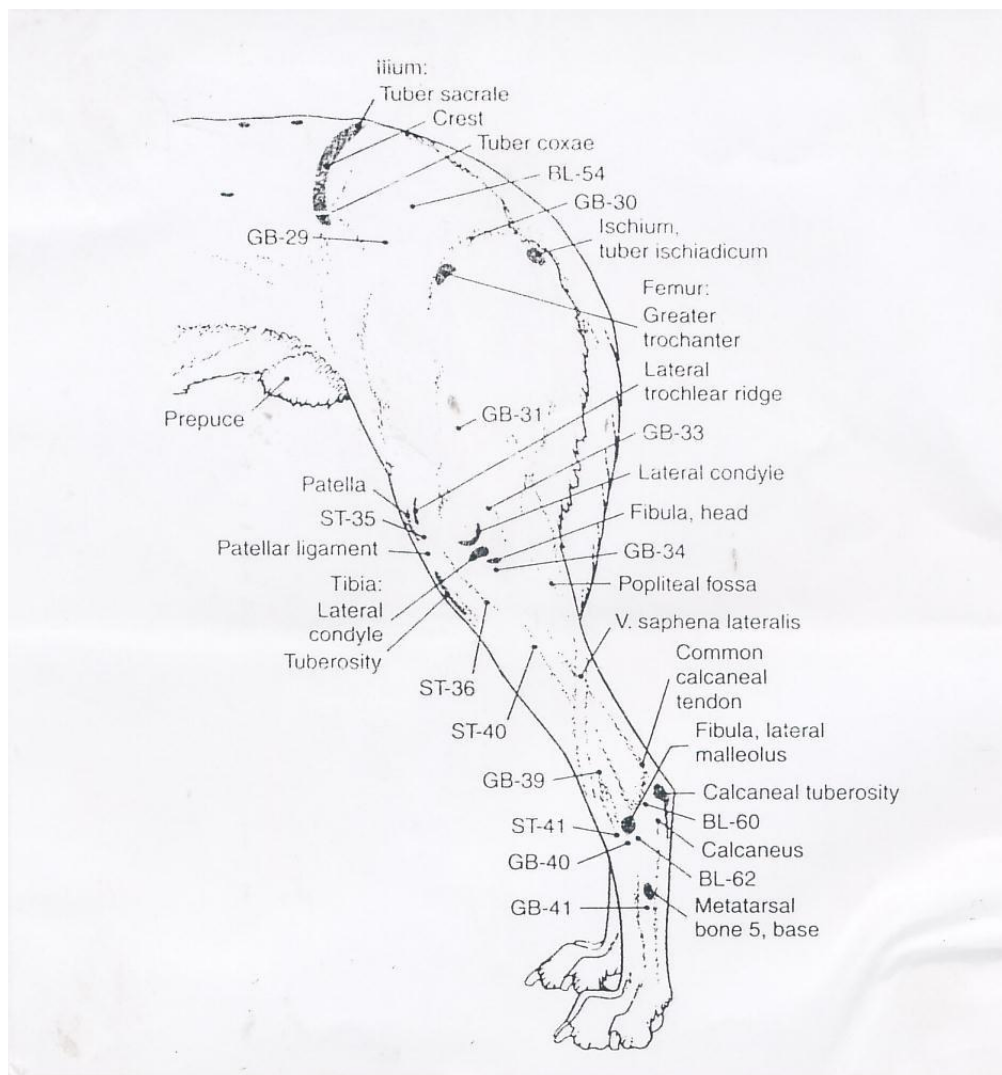 Ilium:
Tuber sacrale
Crest
Tuber coxae
BL-54
GB-30
GB-29
Ischium,
tuber ischiadicum
Femur:
Greater
trochanter
Lateral
trochlear ridge
Prepuce
GB-31
GB-33
Lateral condyle
Patella
ST-35
Fibula, head
Patellar ligament
GB-34
Tibia:
Lateral
condyle
Tuberosity
Popliteal fossa
V. saphena lateralis
ST-36
Common
calcaneal
tendon
ST-40
Fibula, lateral
malleolus
GB-39
Calcaneal tuberosity
BL-60
ST-41
Calcaneus
GB-40
BL-62
GB-41
Metatarsal
bone 5, base